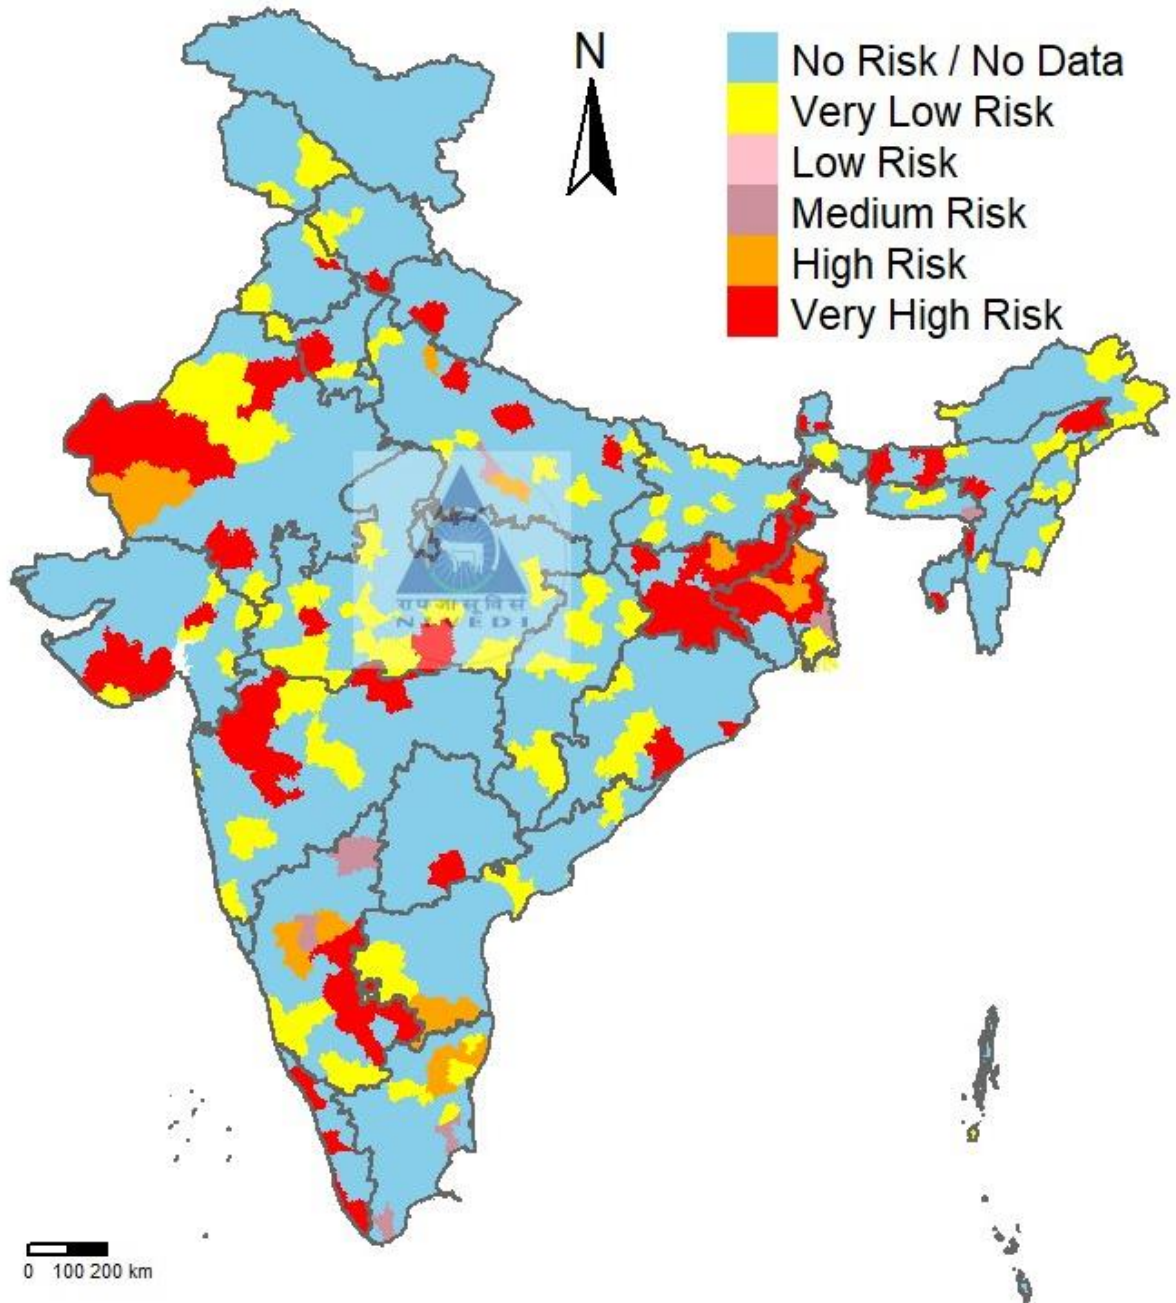 N
No Risk / No Data
Very Low Risk
Low Risk
Medium Risk
High Risk
Very High Risk
रा प जा सू वि सं
NIVEDI
0 100 200 km